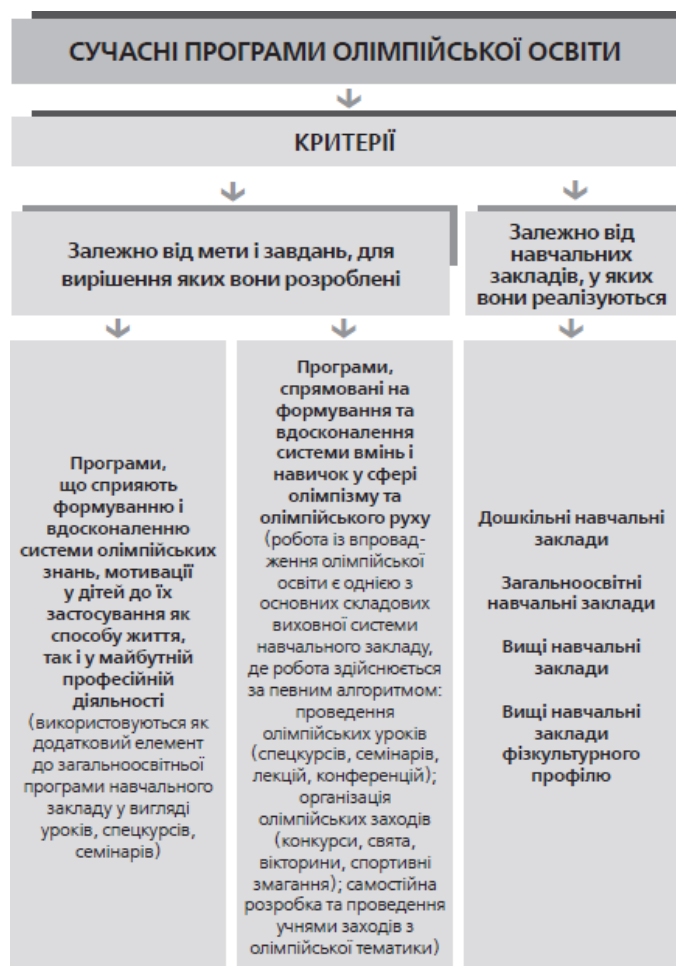 СУЧАСНІ ПРОГРАМИ ОЛІМПІЙСЬКОЇ ОСВІТИ
КРИТЕРІЇ
Залежно від мети і завдань, для
вирішення яких вони розроблені
Залежно від
навчальних
закладів, у яких
вони реалізуються
Програми,
що сприяють
формуванню і
вдосконаленню
системи олімпійських
знань, мотивації
у дітей до їх
застосування як
способу життя,
так і у майбутній
професійній
діяльності
(використовуються як
додатковий елемент
до загальноосвітньої
програми навчального
закладу у вигляді
уроків, спецкурсів,
семінарів)
Програми,
спрямовані на
формування та
вдосконалення
системи вмінь і
навичок у сфері
олімпізму та
олімпійського руху
(робота із впровад-
ження олімпійської
освіти є однією з
основних складових
виховної системи
навчального закладу,
де робота здійснюється
за певним алгоритмом:
проведення
олімпійських уроків
(спецкурсів, семінарів,
лекцій, конференцій);
організація
олімпійських заходів
(конкурси, свята,
вікторини, спортивні
змагання); самостійна
розробка та проведення
учнями заходів з
олімпійської тематики)
Дошкільні навчальні
заклади
Загальноосвітні
навчальні заклади
Вищі навчальні
заклади
Вищі навчальні
заклади
фізкультурного
профілю